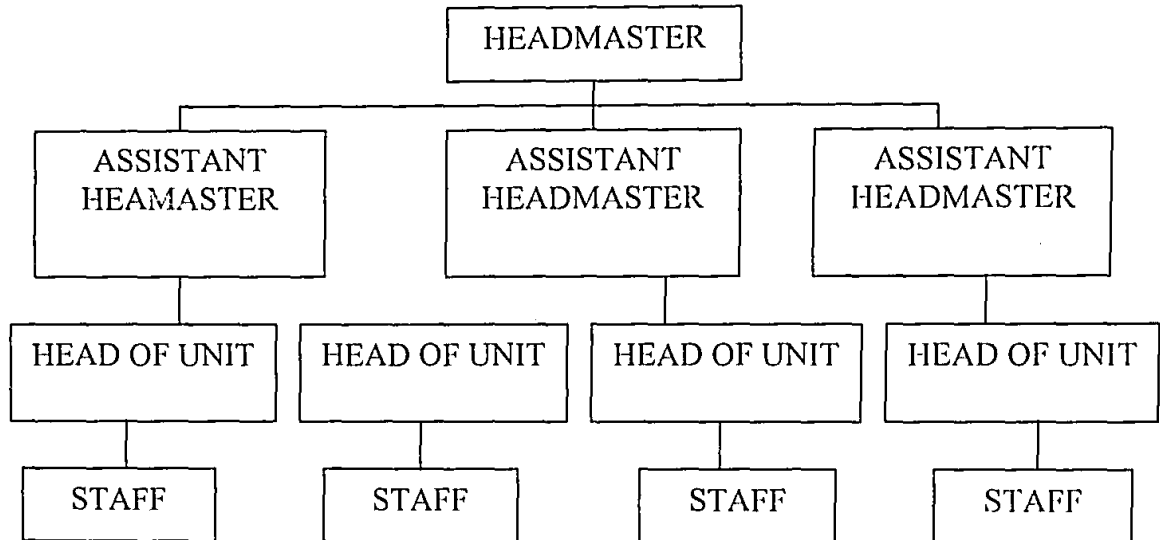 HEADMASTER
ASSISTANT
HEAMASTER
ASSISTANT
HEADMASTER
ASSISTANT
HEADMASTER
HEAD OF UNIT
HEAD OF UNIT
HEAD OF UNIT
HEAD OF UNIT
STAFF
STAFF
STAFF
STAFF